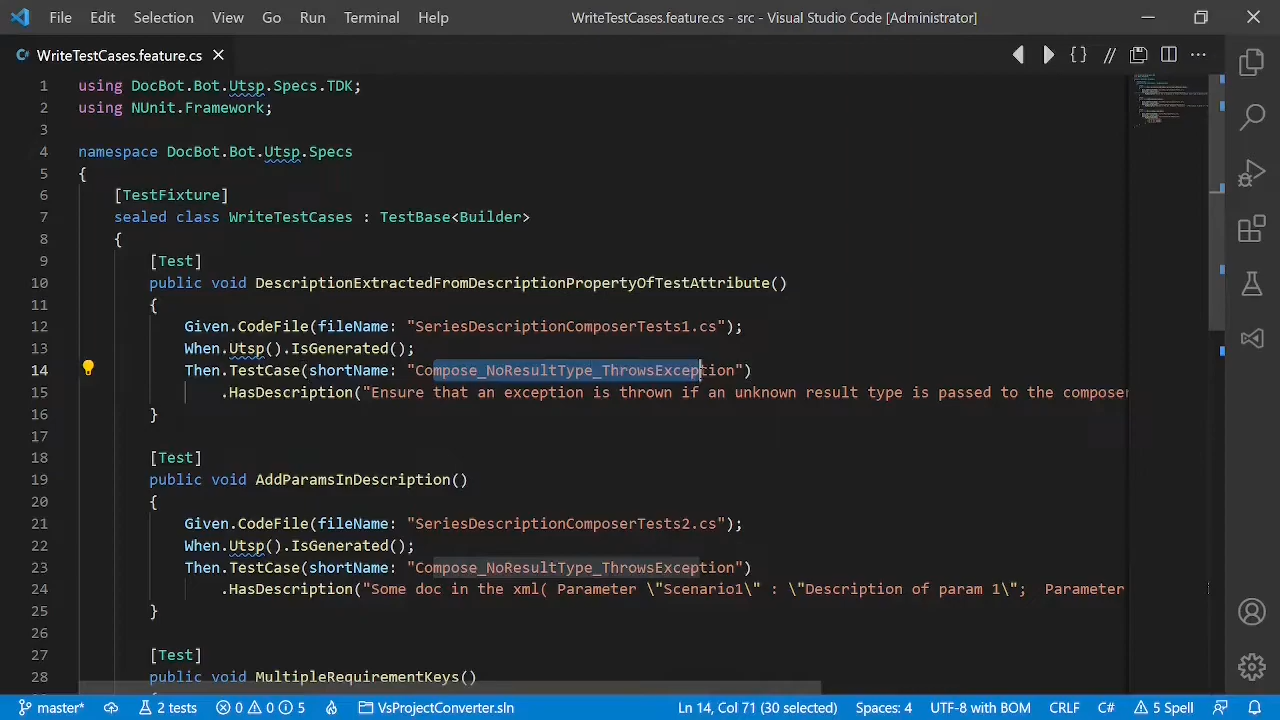 File Edit Selection View Go Run Terminal Help WriteTestCases.feature.cs - src - Visual Studio Code [Administrator]
C# WriteTestCases.feature.cs
1 using DocBot.Bot.Utsp.Specs.TDK;
2 using NUnit.Framework;
3
4 namespace DocBot.Bot.Utsp.Specs
5 {
6 [TestFixture]
7 sealed class WriteTestCases : TestBase<Builder>
8 {
9 [Test]
10 public void DescriptionExtractedFromDescriptionPropertyOfTestAttribute()
11 {
12 Given.CodeFile(fileName: "SeriesDescriptionComposerTests1.cs");
13 When.Utsp().IsGenerated();
14 Then.TestCase(shortName: "Compose_NoResultType_ThrowsException")
15 .HasDescription("Ensure that an exception is thrown if an unknown result type is passed to the composer
16 }
17
18 [Test]
19 public void AddParamsInDescription()
20 {
21 Given.CodeFile(fileName: "SeriesDescriptionComposerTests2.cs");
22 When.Utsp().IsGenerated();
23 Then.TestCase(shortName: "Compose_NoResultType_ThrowsException")
24 .HasDescription("Some doc in the xml( Parameter \"Scenario1\" : \"Description of param 1\"; Parameter
25 }
26
27 [Test]
28 public void MultipleRequirementKeys()
master* 2 tests 0 0 5 VsProjectConverter.sln Ln 14, Col 71 (30 selected) Spaces: 4 UTF-8 with BOM CRLF C# 5 Spell